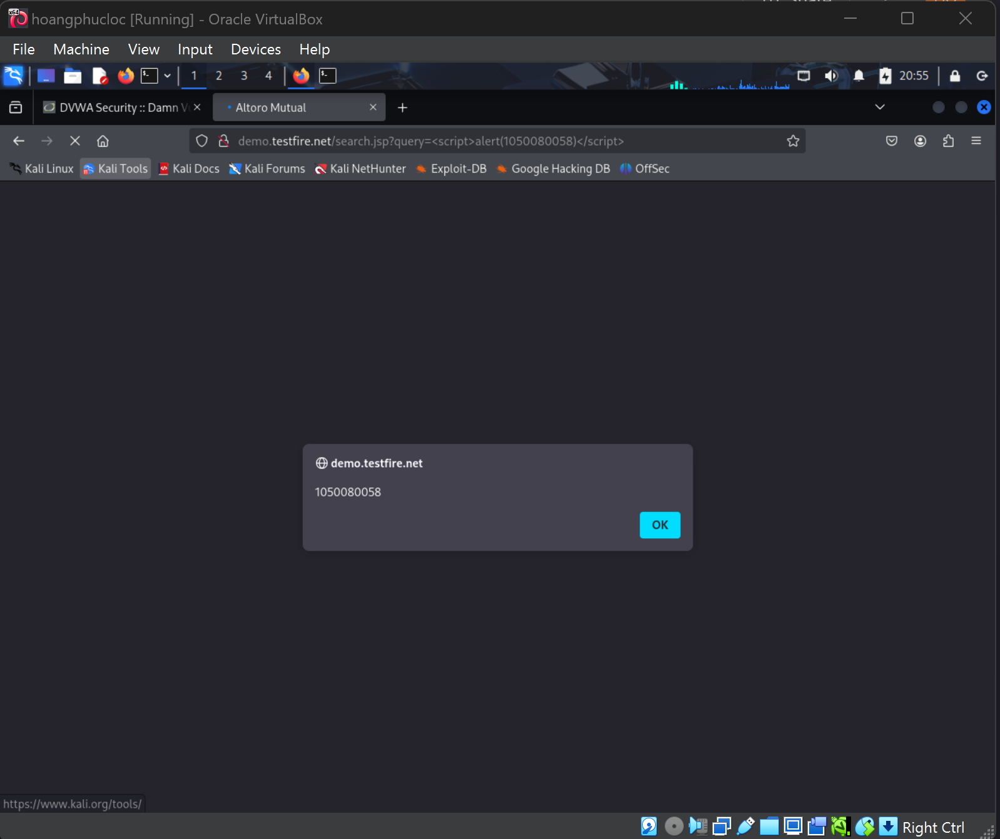 hoangphucloc [Running] - Oracle VirtualBox
File Machine View Input Devices Help
1 2 3 4 20:55
DVWA Security :: Damn Altoro Mutual
demo.testfire.net/search.jsp?query=<script>alert(1050080058)</script>
Kali Linux Kali Tools Kali Docs Kali Forums Kali NetHunter Exploit-DB Google Hacking DB OffSec
demo.testfire.net
1050080058
OK
https://www.kali.org/tools/
Right Ctrl